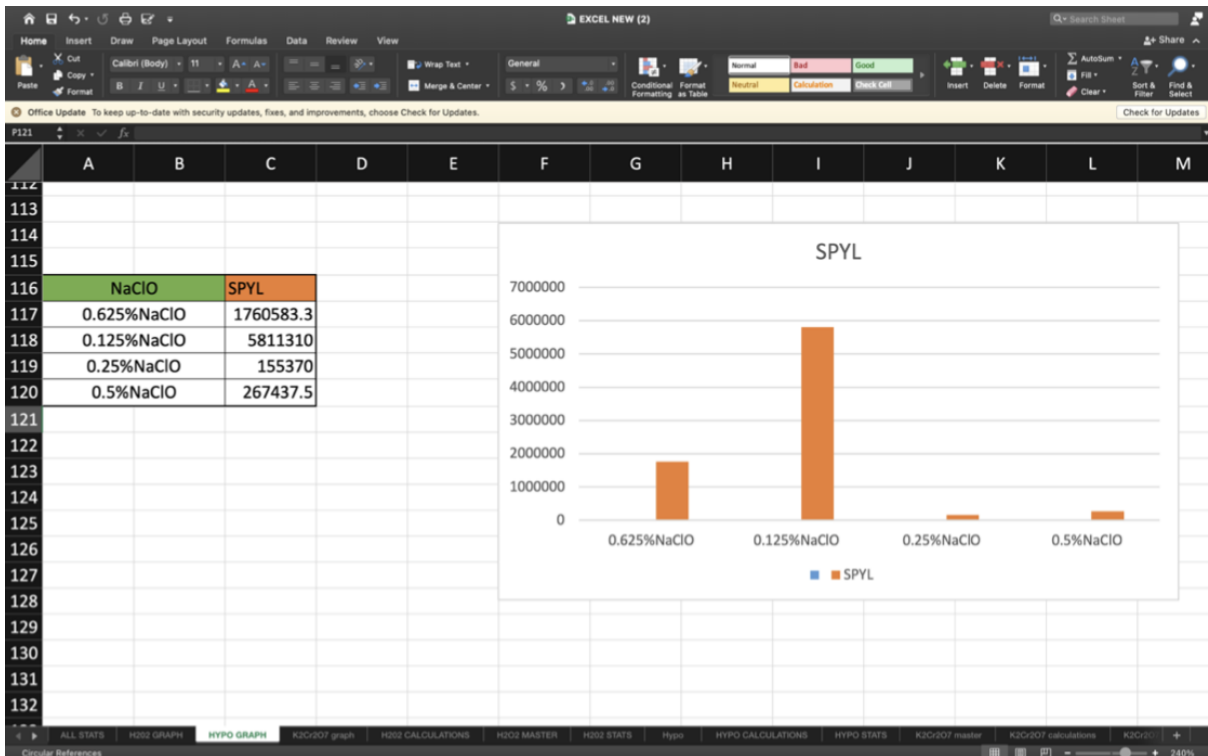 EXCEL NEW (2)
Search Sheet
Home Insert Draw Page Layout Formulas Data Review View
Share
Paste
Cut
Copy
Format
Calibri (Body) 11 A A
B I U A
Wrap Text
Merge & Center
General
$ % )
Conditional Formatting
Format as Table
Normal Bad Good
Neutral Calculation Check Cell
Insert Delete Format
AutoSum
Fill
Clear
Sort & Filter
Find & Select
Office Update To keep up-to-date with security updates, fixes, and improvements, choose Check for Updates.
Check for Updates
P121 fx
A B C D E F G H I J K L M
112
113
114
115
116 NaClO SPYL
117 0.625%NaClO 1760583.3
118 0.125%NaClO 5811310
119 0.25%NaClO 155370
120 0.5%NaClO 267437.5
121
122
123
124
125
126
127
128
129
130
131
132
SPYL
7000000
6000000
5000000
4000000
3000000
2000000
1000000
0
0.625%NaClO 0.125%NaClO 0.25%NaClO 0.5%NaClO
SPYL
ALL STATS H202 GRAPH HYPO GRAPH K2Cr2O7 graph H202 CALCULATIONS H2O2 MASTER H202 STATS Hypo HYPO CALCULATIONS HYPO STATS K2Cr2O7 master K2Cr2O7 calculations K2Cr2O7
Circular References
240%